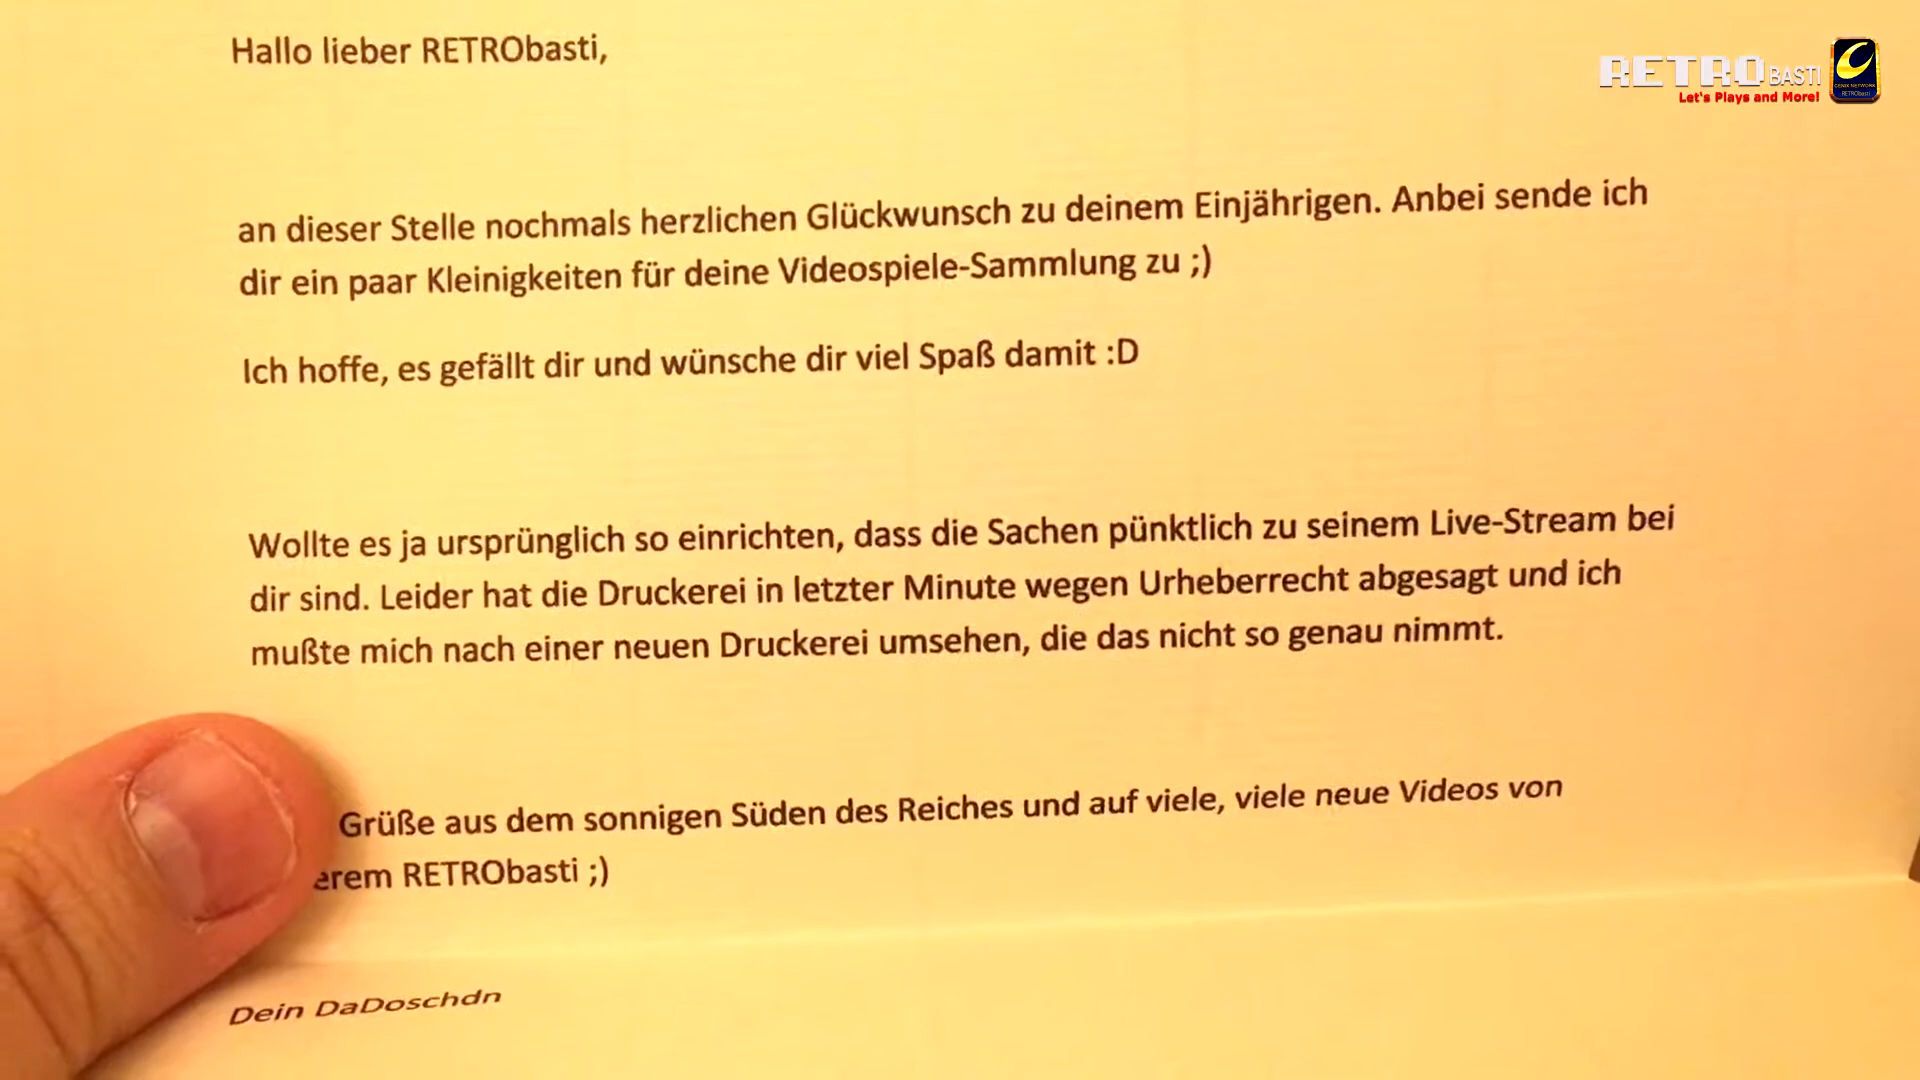 Hallo lieber RETRObasti,
RETRO BASTI
Let's Plays and More!
CENIK NETWORK
RETRObasti
an dieser Stelle nochmals herzlichen Glückwunsch zu deinem Einjährigen. Anbei sende ich
dir ein paar Kleinigkeiten für deine Videospiele-Sammlung zu ;)
Ich hoffe, es gefällt dir und wünsche dir viel Spaß damit :D
Wollte es ja ursprünglich so einrichten, dass die Sachen pünktlich zu seinem Live-Stream bei
dir sind. Leider hat die Druckerei in letzter Minute wegen Urheberrecht abgesagt und ich
mußte mich nach einer neuen Druckerei umsehen, die das nicht so genau nimmt.
Grüße aus dem sonnigen Süden des Reiches und auf viele, viele neue Videos von
erem RETRObasti ;)
Dein DaDoschdn